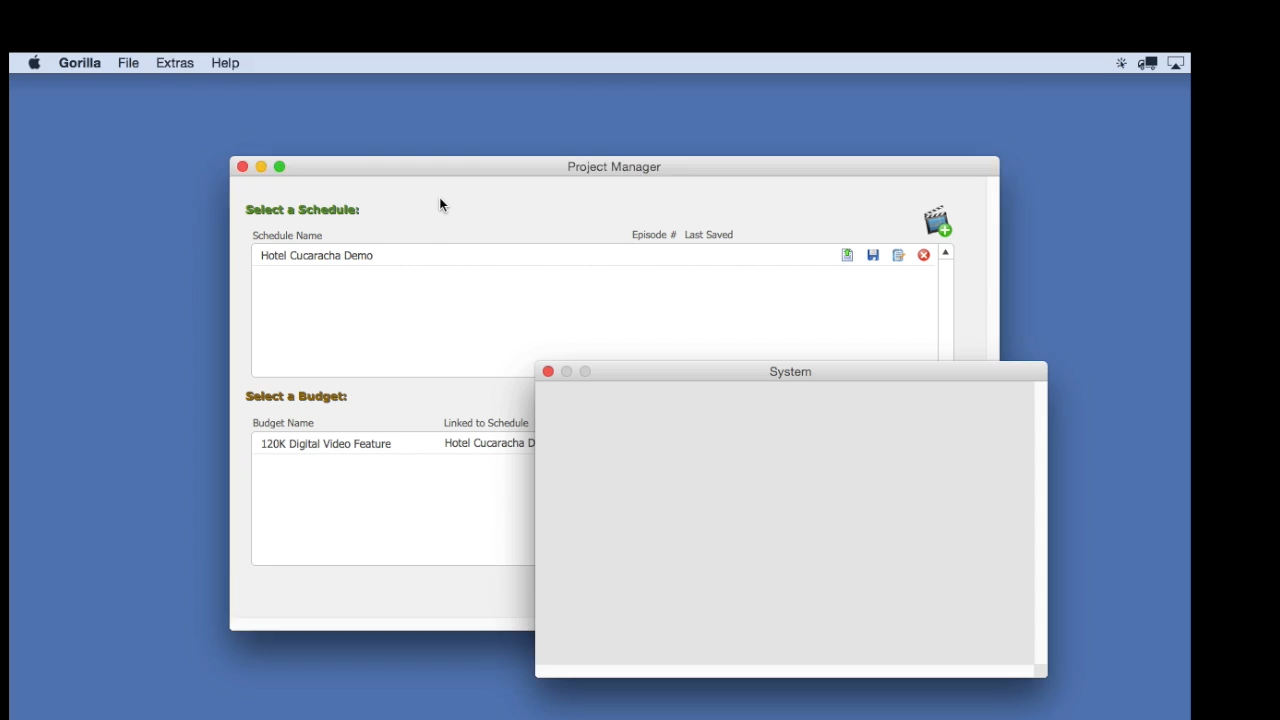 Gorilla File Extras Help
Project Manager
Select a Schedule:
Schedule Name Episode # Last Saved
Hotel Cucaracha Demo
System
Select a Budget:
Budget Name Linked to Schedule
120K Digital Video Feature Hotel Cucaracha D